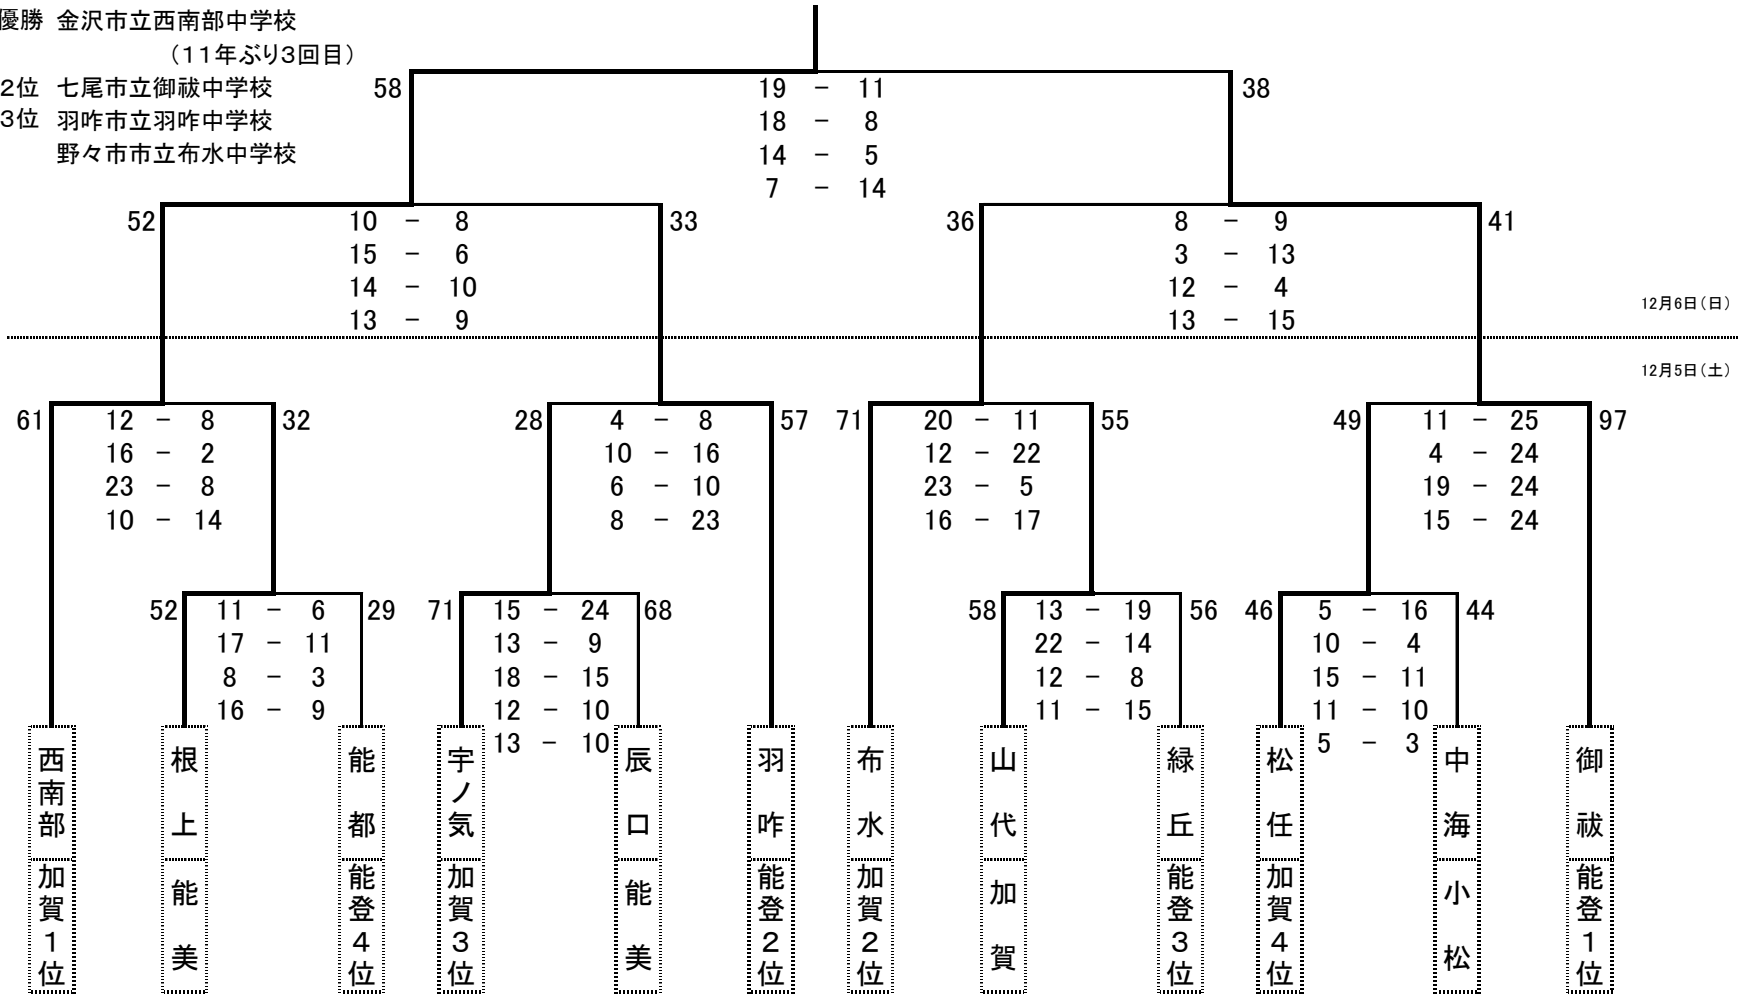 優勝 金沢市立西南部中学校
(11年ぶり3回目)
2位 七尾市立御祓中学校
3位 羽咋市立羽咋中学校
野々市市立布水中学校
58 19 － 11 38
18 － 8
14 － 5
7 － 14
52 10 － 8 33
15 － 6
14 － 10
13 － 9
36 8 － 9 41
3 － 13
12 － 4
13 － 15
12月6日(日)
12月5日(土)
61 12 － 8 32
16 － 2
23 － 8
10 － 14
28 4 － 8 57
10 － 16
6 － 10
8 － 23
71 20 － 11 55
12 － 22
23 － 5
16 － 17
49 11 － 25 97
4 － 24
19 － 24
15 － 24
52 11 － 6 29
17 － 11
8 － 3
16 － 9
71 15 － 24 68
13 － 9
18 － 15
12 － 10
13 － 10
58 13 － 19 56
22 － 14
12 － 8
11 － 15
46 5 － 16 44
10 － 4
15 － 11
11 － 10
5 － 3
西南部
加賀1位
根上
能美
能都
能登4位
宇ノ気
加賀3位
辰口
能美
羽咋
能登2位
布水
加賀2位
山代
加賀
緑丘
能登3位
松任
加賀4位
中海
小松
御祓
能登1位